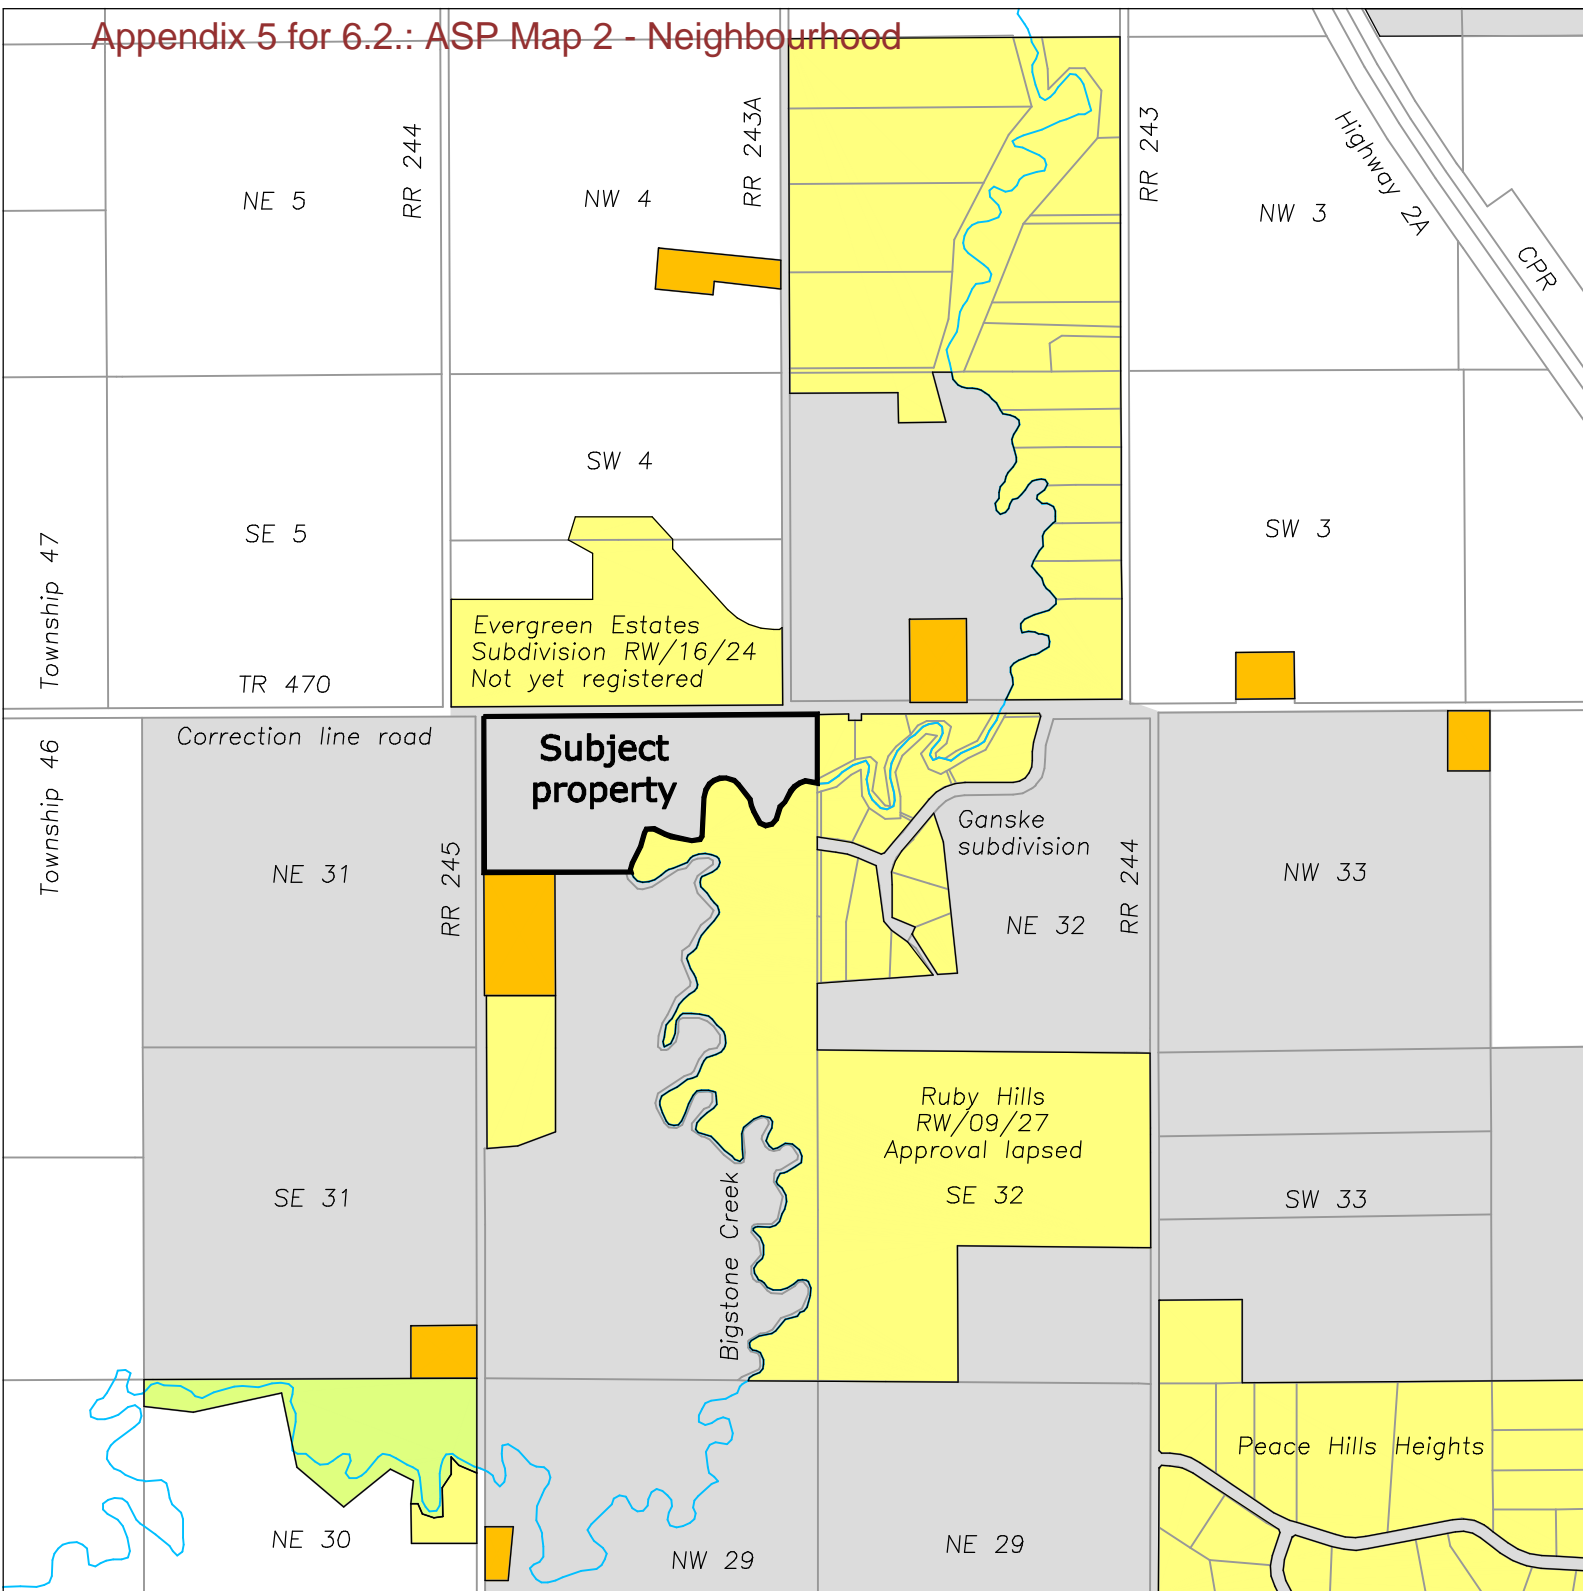 Appendix 5 for 6.2.: ASP Map 2 - Neighbourhood
NE 5
RR 244
NW 4
RR 243A
RR 243
NW 3
Highway 2A
CPR
SW 4
SE 5
SW 3
Township 47
Evergreen Estates
Subdivision RW/16/24
Not yet registered
TR 470
Correction line road
Township 46
Subject
property
Ganske
subdivision
NE 31
RR 245
NE 32
RR 244
NW 33
Ruby Hills
RW/09/27
Approval lapsed
SE 32
SE 31
Bigstone Creek
SW 33
Peace Hills Heights
NE 30
NW 29
NE 29